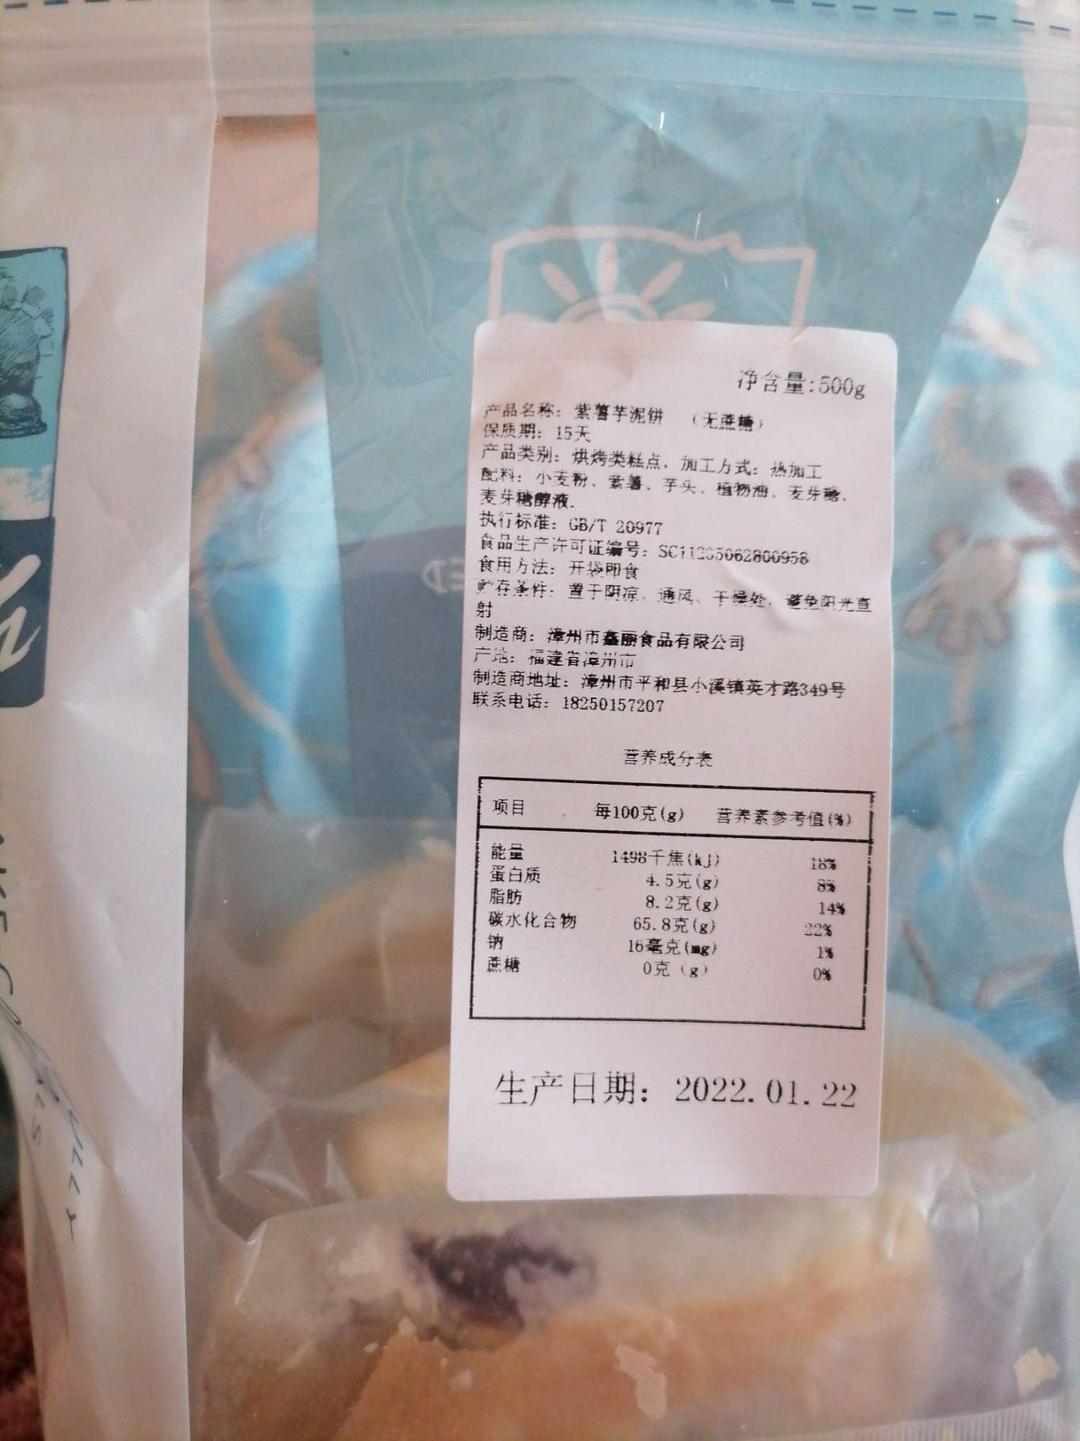 净含量:500g
产品名称: 紫薯芋泥饼 (无蔗糖)
保质期: 15天
产品类别: 烘烤类糕点, 加工方式: 热加工
配料: 小麦粉、紫薯、芋头、植物油、麦芽糖、
麦芽糖醇液.
执行标准: GB/T 20977
食品生产许可证编号: SC11235062800958
食用方法: 开袋即食
贮存条件: 置于阴凉、通风、干燥处, 避免阳光直
射
制造商: 漳州市鑫丽食品有限公司
产地: 福建省漳州市
制造商地址: 漳州市平和县小溪镇英才路349号
联系电话: 18250157207
营养成分表
项目 每100克(g) 营养素参考值(%)
能量 1498千焦(kJ) 18%
蛋白质 4.5克(g) 8%
脂肪 8.2克(g) 14%
碳水化合物 65.8克(g) 22%
钠 16毫克(mg) 1%
蔗糖 0克 (g) 0%
生产日期: 2022.01.22